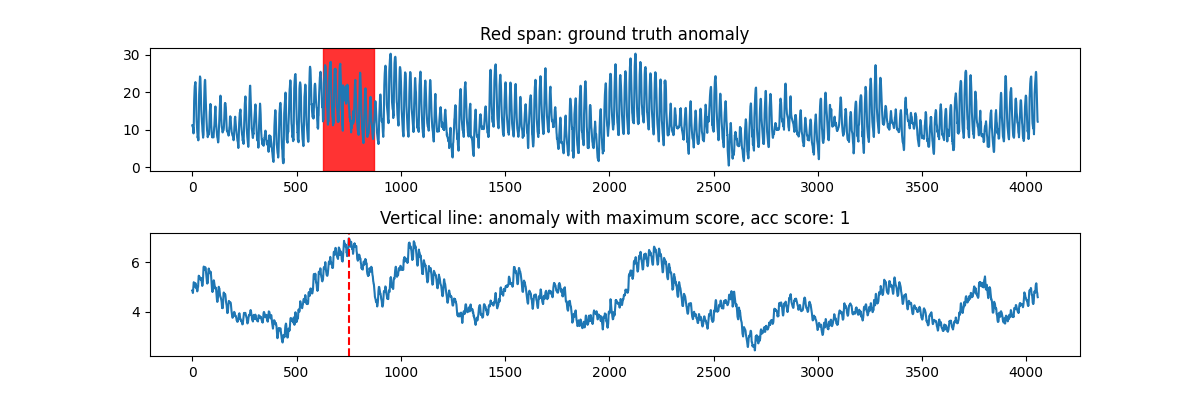 Red span: ground truth anomaly
30
20
10
0
0 500 1000 1500 2000 2500 3000 3500 4000
Vertical line: anomaly with maximum score, acc score: 1
6
4
0 500 1000 1500 2000 2500 3000 3500 4000